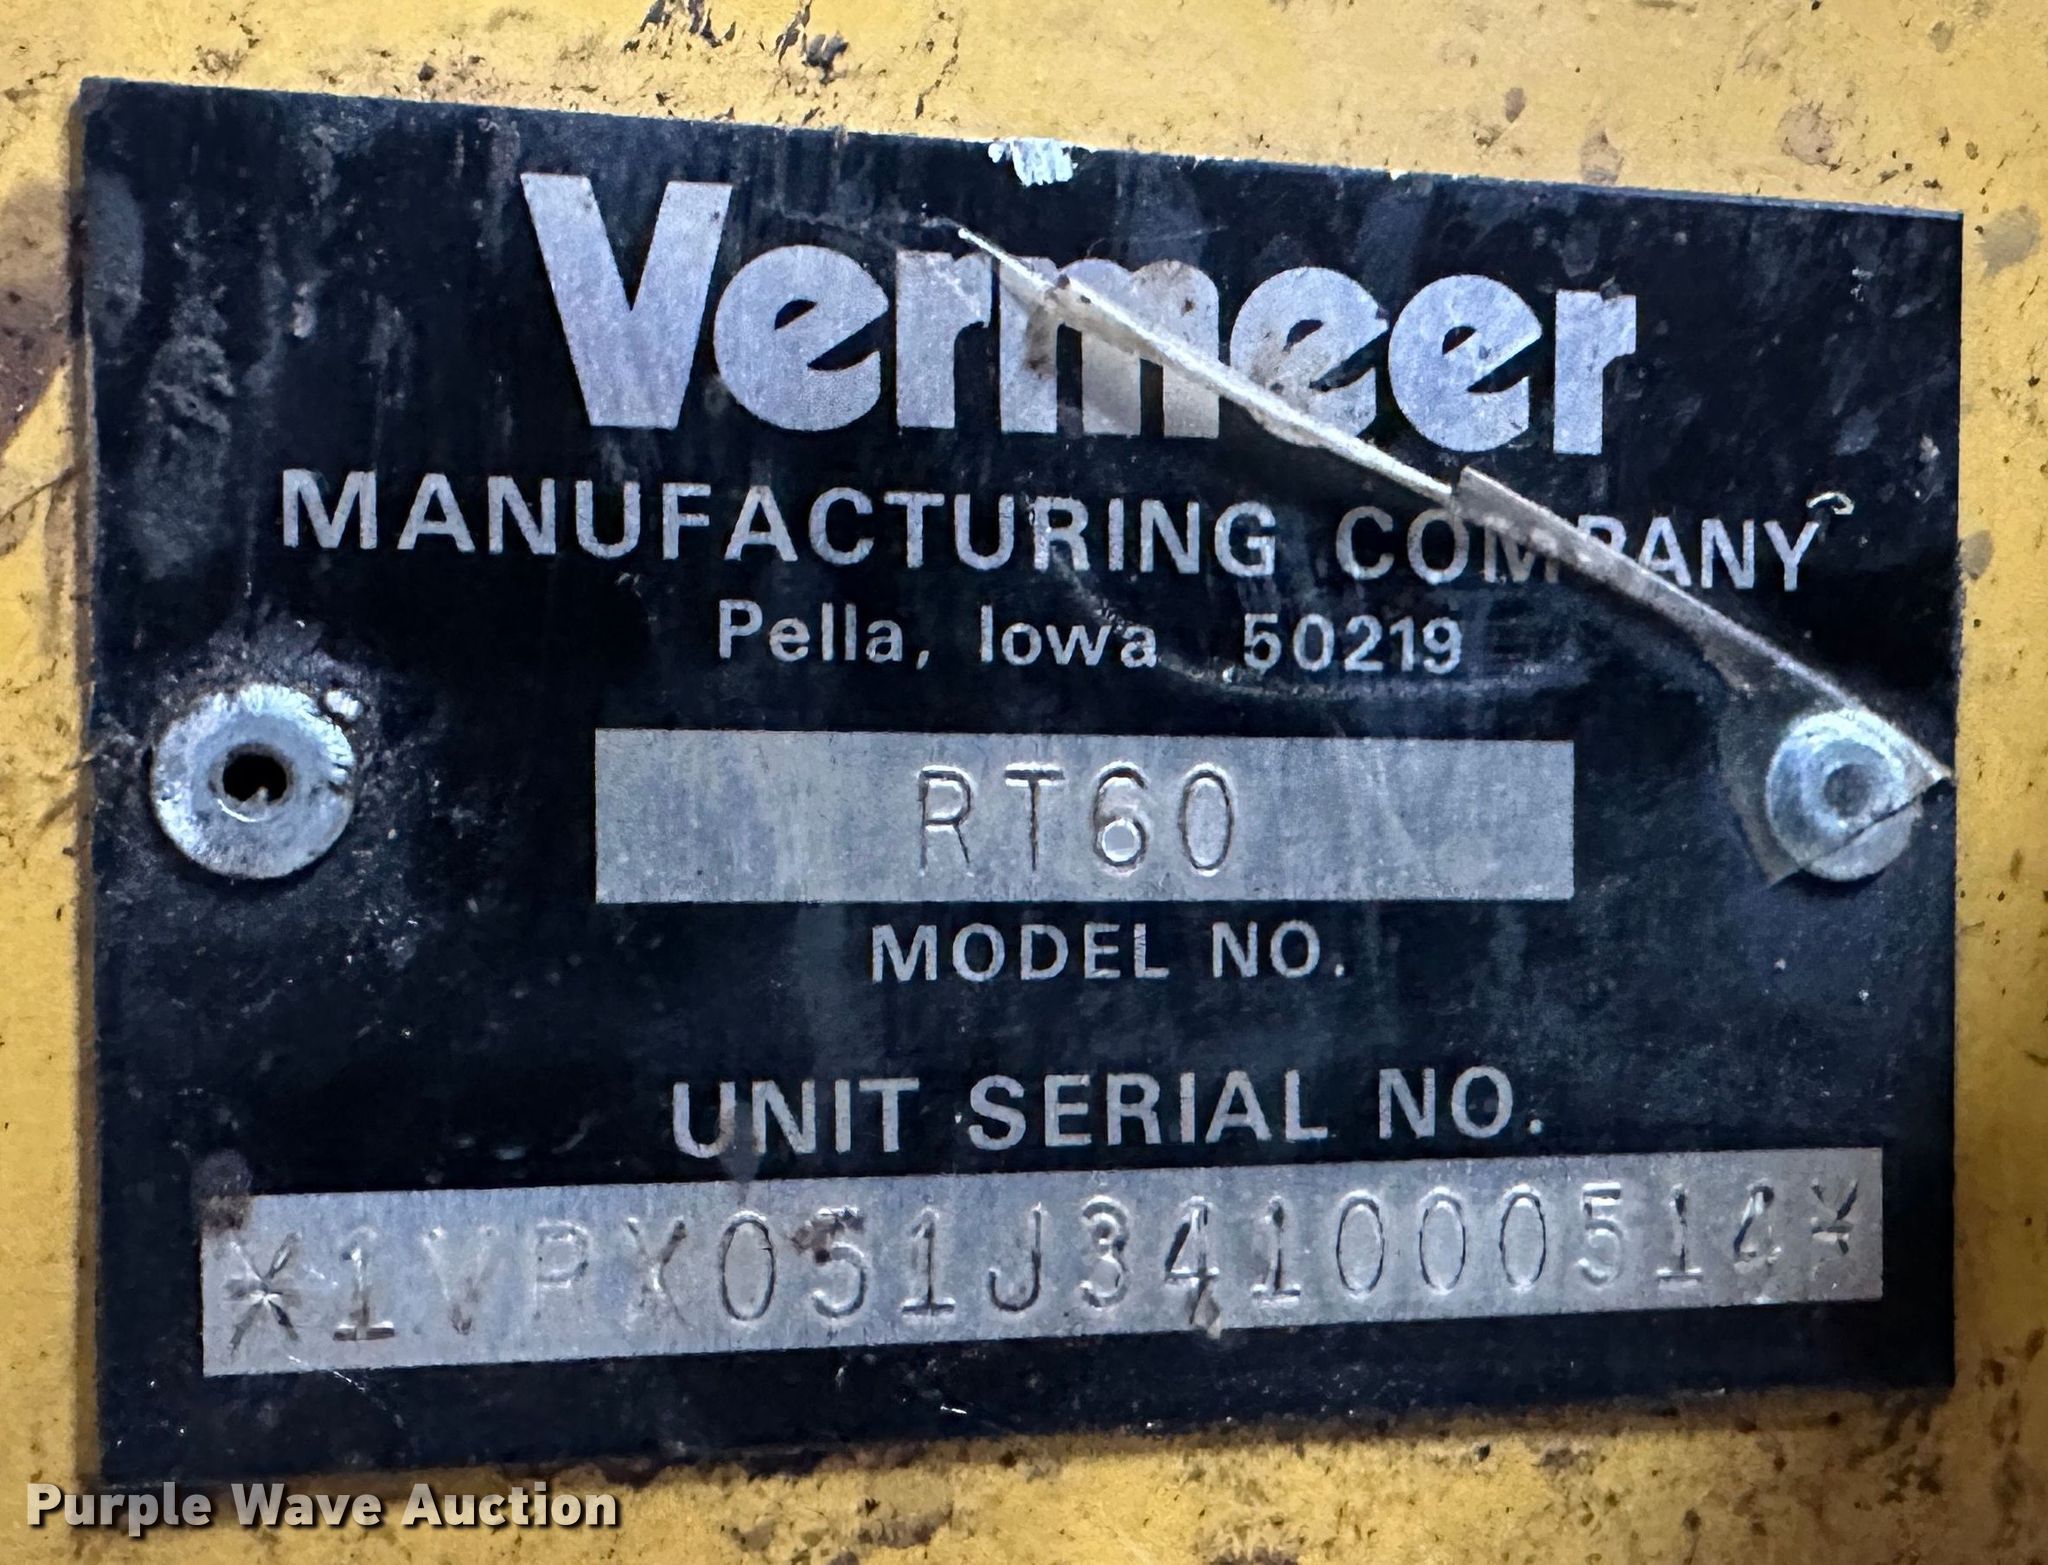 Vermeer
MANUFACTURING COMPANY
Pella, Iowa 50219
RT60
MODEL NO.
UNIT SERIAL NO.
*1VPX051J341000514*
Purple Wave Auction